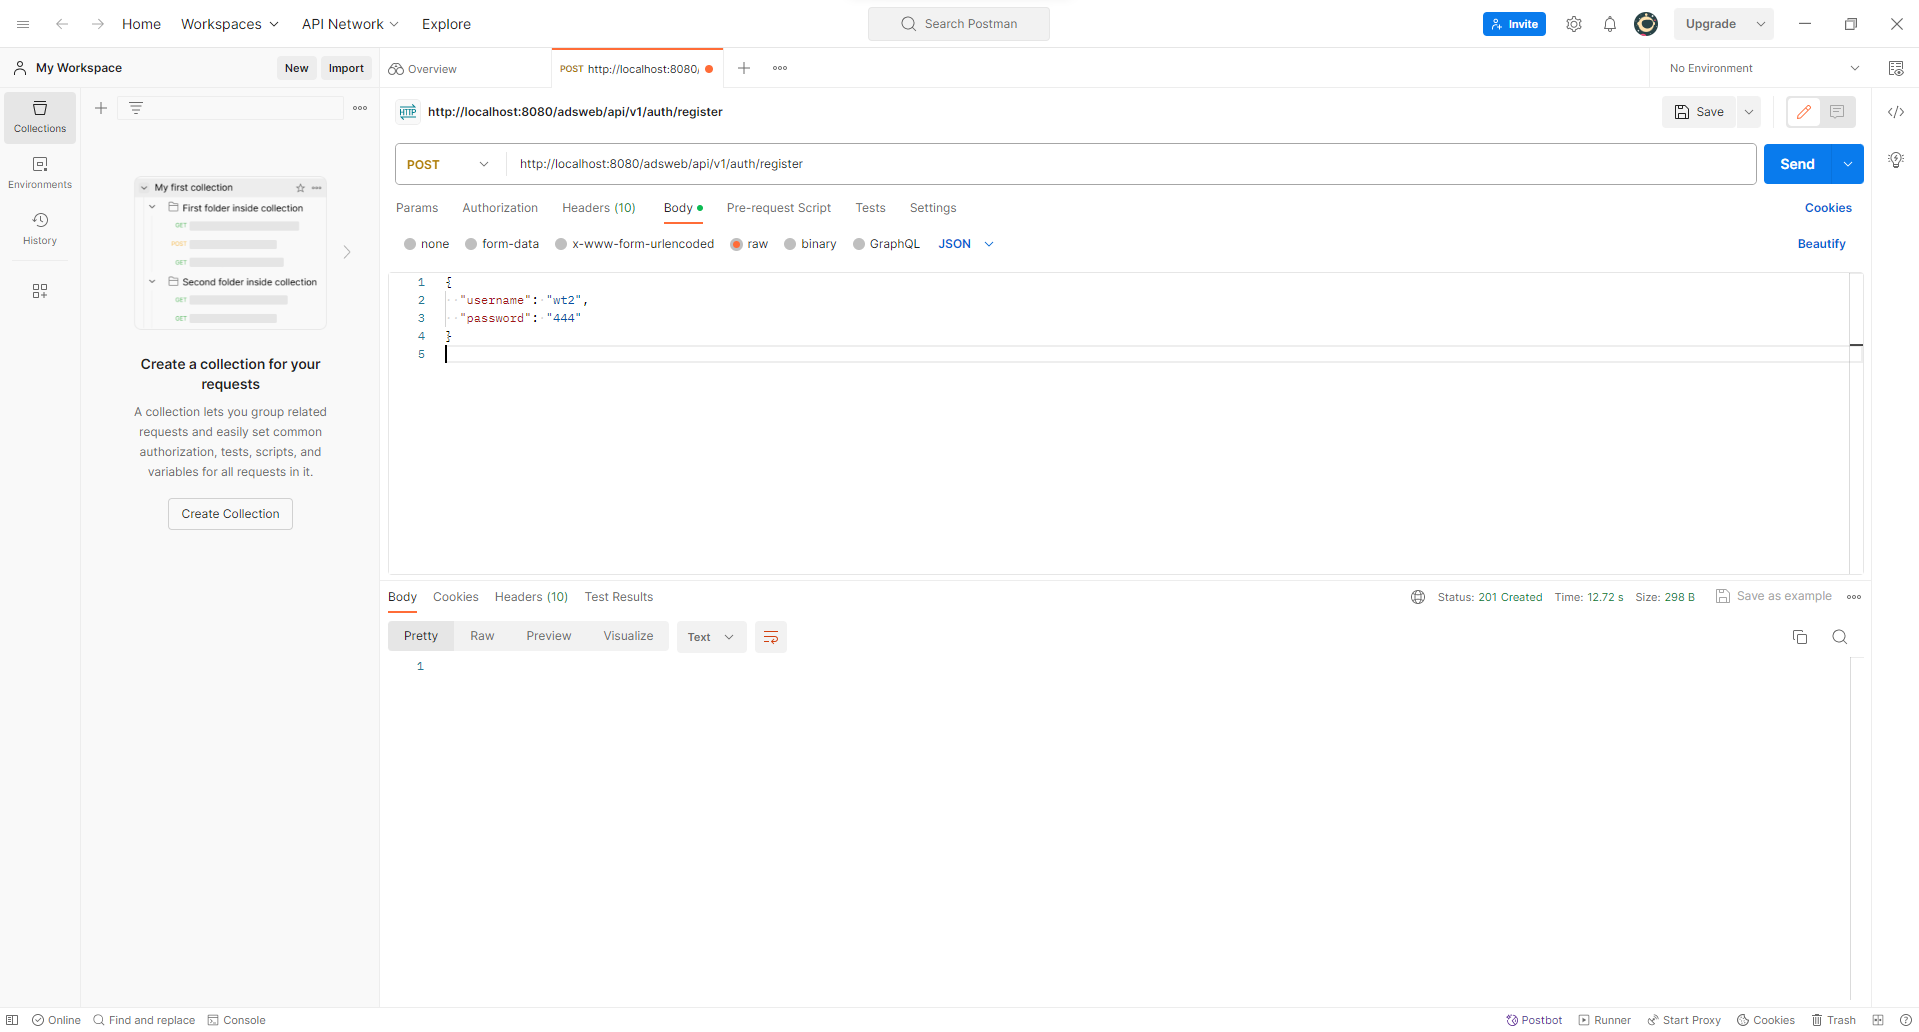 Home Workspaces API Network Explore Search Postman Invite Upgrade
My Workspace New Import Overview POST http://localhost:8080/ No Environment
Collections
Environments
History
My first collection
First folder inside collection
GET
POST
GET
Second folder inside collection
GET
GET
Create a collection for your
requests
A collection lets you group related
requests and easily set common
authorization, tests, scripts, and
variables for all requests in it.
Create Collection
HTTP http://localhost:8080/adsweb/api/v1/auth/register Save
POST http://localhost:8080/adsweb/api/v1/auth/register Send
Params Authorization Headers (10) Body Pre-request Script Tests Settings Cookies
none form-data x-www-form-urlencoded raw binary GraphQL JSON Beautify
1 {
2 "username": "wt2",
3 "password": "444"
4 }
5
Body Cookies Headers (10) Test Results Status: 201 Created Time: 12.72 s Size: 298 B Save as example
Pretty Raw Preview Visualize Text
1
Online Find and replace Console Postbot Runner Start Proxy Cookies Trash